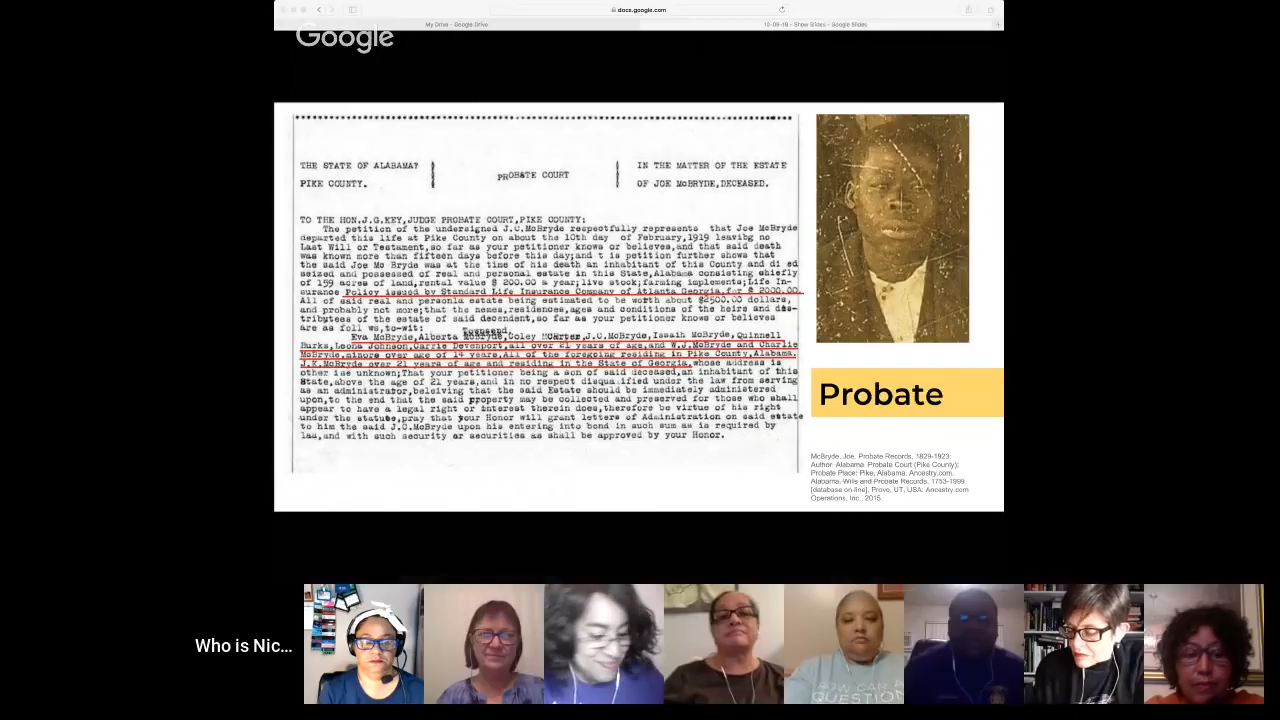 docs.google.com
My Drive - Google Drive
10-09-19 - Show Slides - Google Slides
Google
THE STATE OF ALABAMA?
PIKE COUNTY.
PROBATE COURT
IN THE MATTER OF THE ESTATE
OF JOE McBRYDE,DECEASED.
TO THE HON.J.G.KEY,JUDGE PROBATE COURT,PIKE COUNTY:
The petition of the undersigned J.C.McBryde respectfully represents that Joe McBryde
departed this life at Pike County on about the 10th day of February,1919 leavibg no
Last Will or Testament,so far as your petitioner knows or believes,and that said death
was known more than fifteen days before this day;and t is petition further shows that
the said Joe Mc Bryde was at the time of his death an inhabitant of this County and di ed
seized and possessed of real and personal estate in this State,Alabama consisting chiefly
of 159 acres of land,rental value $ 200.00 a year;live stock;farming implements;Life In-
surance Policy issued by Standard Life Insurance Company of Atlanta Georgia,for $ 2000.00.
All of said real and personla estate being estimated to be worth about $2500.00 dollars,
and probably not more;that the names,residences,ages and conditions of the heirs and dis-
tributees of the estate of said decendent,so far as your petitioner knows or believes
are as foll ws,to-wit:
Townsend,
Eva McBryde,Alberta McBryde,Coley Carter,J.C.McBryde,Issaih McBryde,Quinnell
Burks,Leona Johnson,Carrie Devenport,all over 21 years of age,and W.J.McBryde and Charlie
McBryde,minors over age of 14 years,All of the foregoing residing in Pike County,Alabama.
J.K.McBryde over 21 years of age and residing in the State of Georgia,whose address is
other ise unknown;That your petitioner being a son of said deceased,an inhabitant of this
State,above the age of 21 years,and in no respect disqualified under the law from serving
as an administrator,beleiving that the said Estate should be immediately administered
upon,to the end that the said property may be collected and preserved for those who shall
appear to have a legal right or interest therein does,therefore be virtue of his right
under the statute,pray that your Honor will grant letters of Administration on said estate
to him the said J.C.McBryde upon his entering into bond in such sum as is required by
law,and with such security or securities as shall be approved by your Honor.
Probate
McBryde, Joe. Probate Records, 1829-1923;
Author: Alabama. Probate Court (Pike County);
Probate Place: Pike, Alabama. Ancestry.com.
Alabama, Wills and Probate Records, 1753-1999
[database on-line]. Provo, UT, USA: Ancestry.com
Operations, Inc., 2015.
Who is Nic...
QUESTION